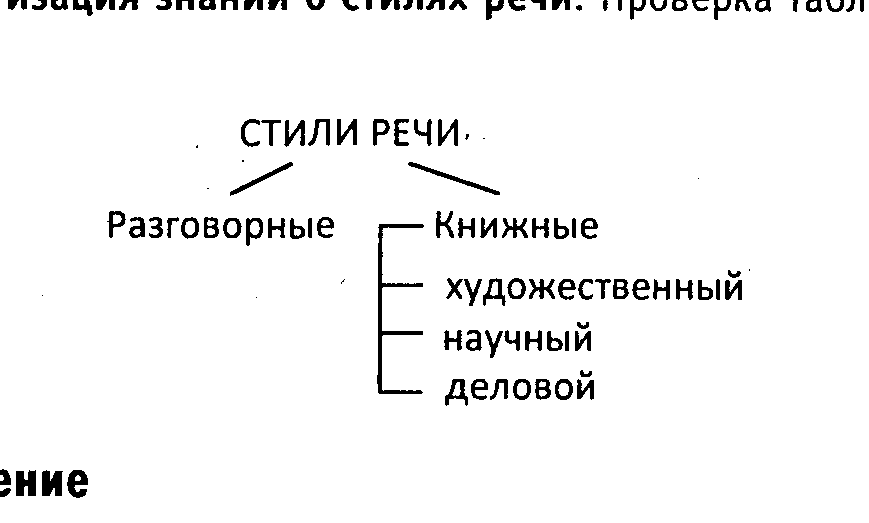 изация знаний о стилях речи. Проверка табл
СТИЛИ РЕЧИ
Разговорные Книжные
художественный
научный
деловой
ение